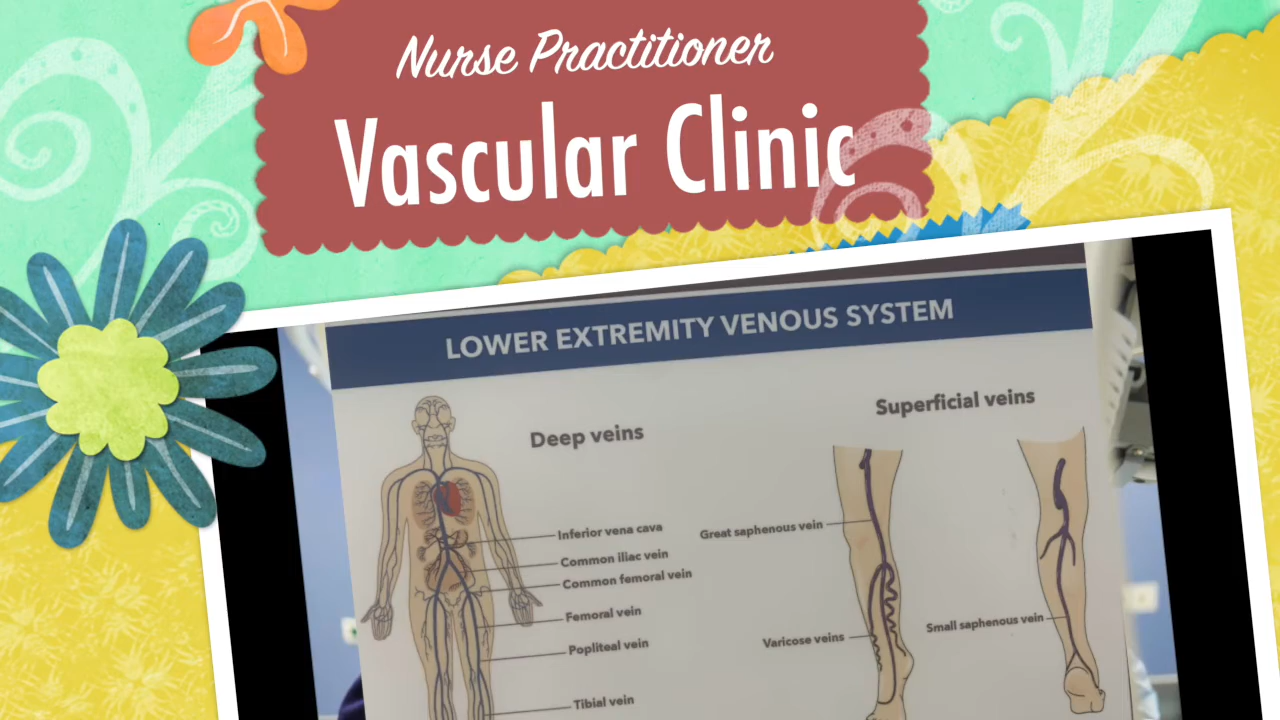 Nurse Practitioner
Vascular Clinic
LOWER EXTREMITY VENOUS SYSTEM
Deep veins
Superficial veins
Inferior vena cava
Common iliac vein
Common femoral vein
Femoral vein
Popliteal vein
Tibial vein
Great saphenous vein
Varicose veins
Small saphenous vein